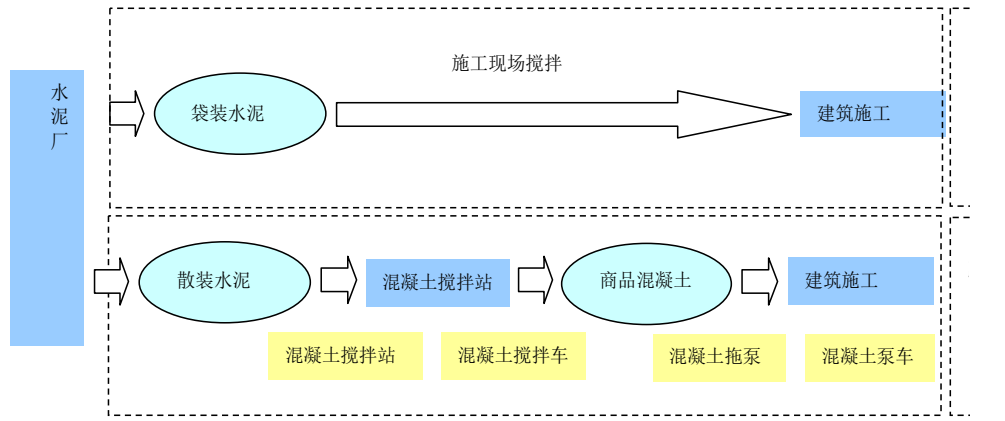 水泥厂
施工现场搅拌
袋装水泥
建筑施工
散装水泥
混凝土搅拌站
商品混凝土
建筑施工
混凝土搅拌站
混凝土搅拌车
混凝土拖泵
混凝土泵车